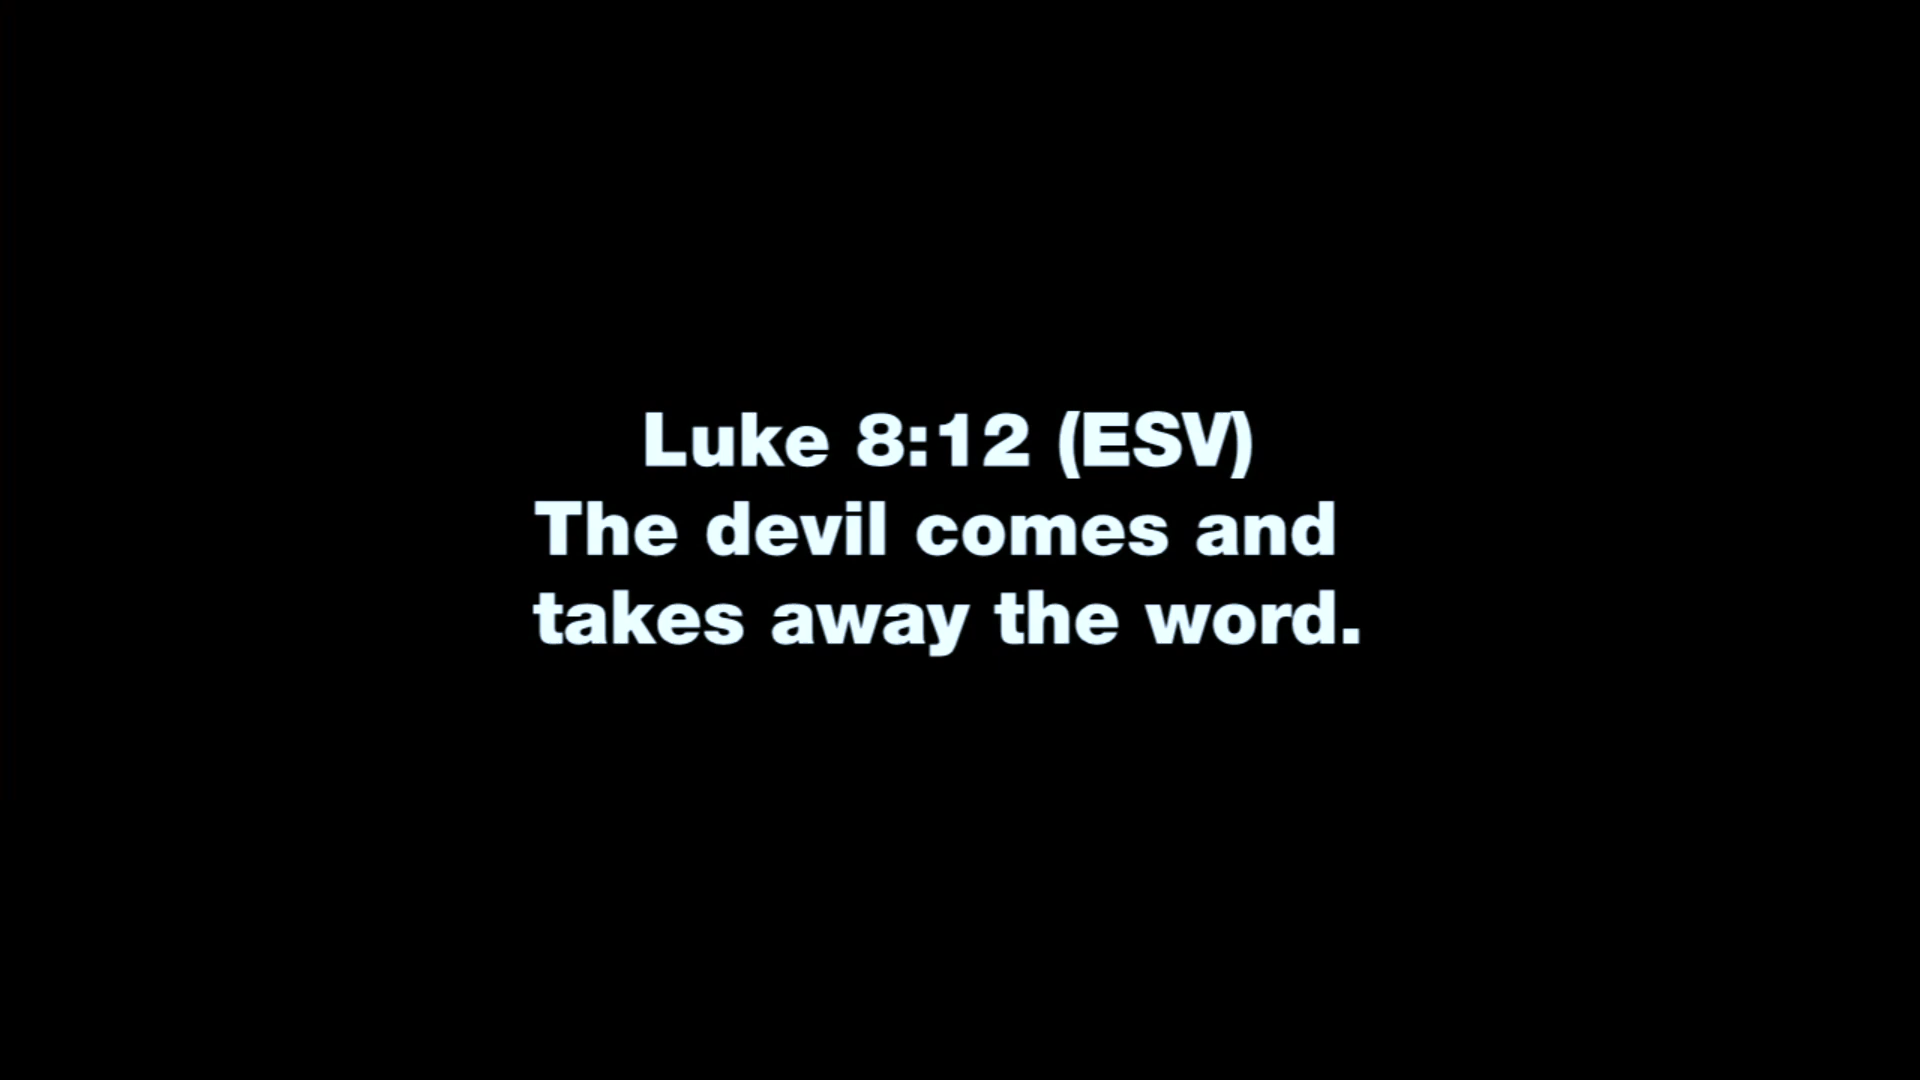 Luke 8:12 (ESV)
The devil comes and
takes away the word.